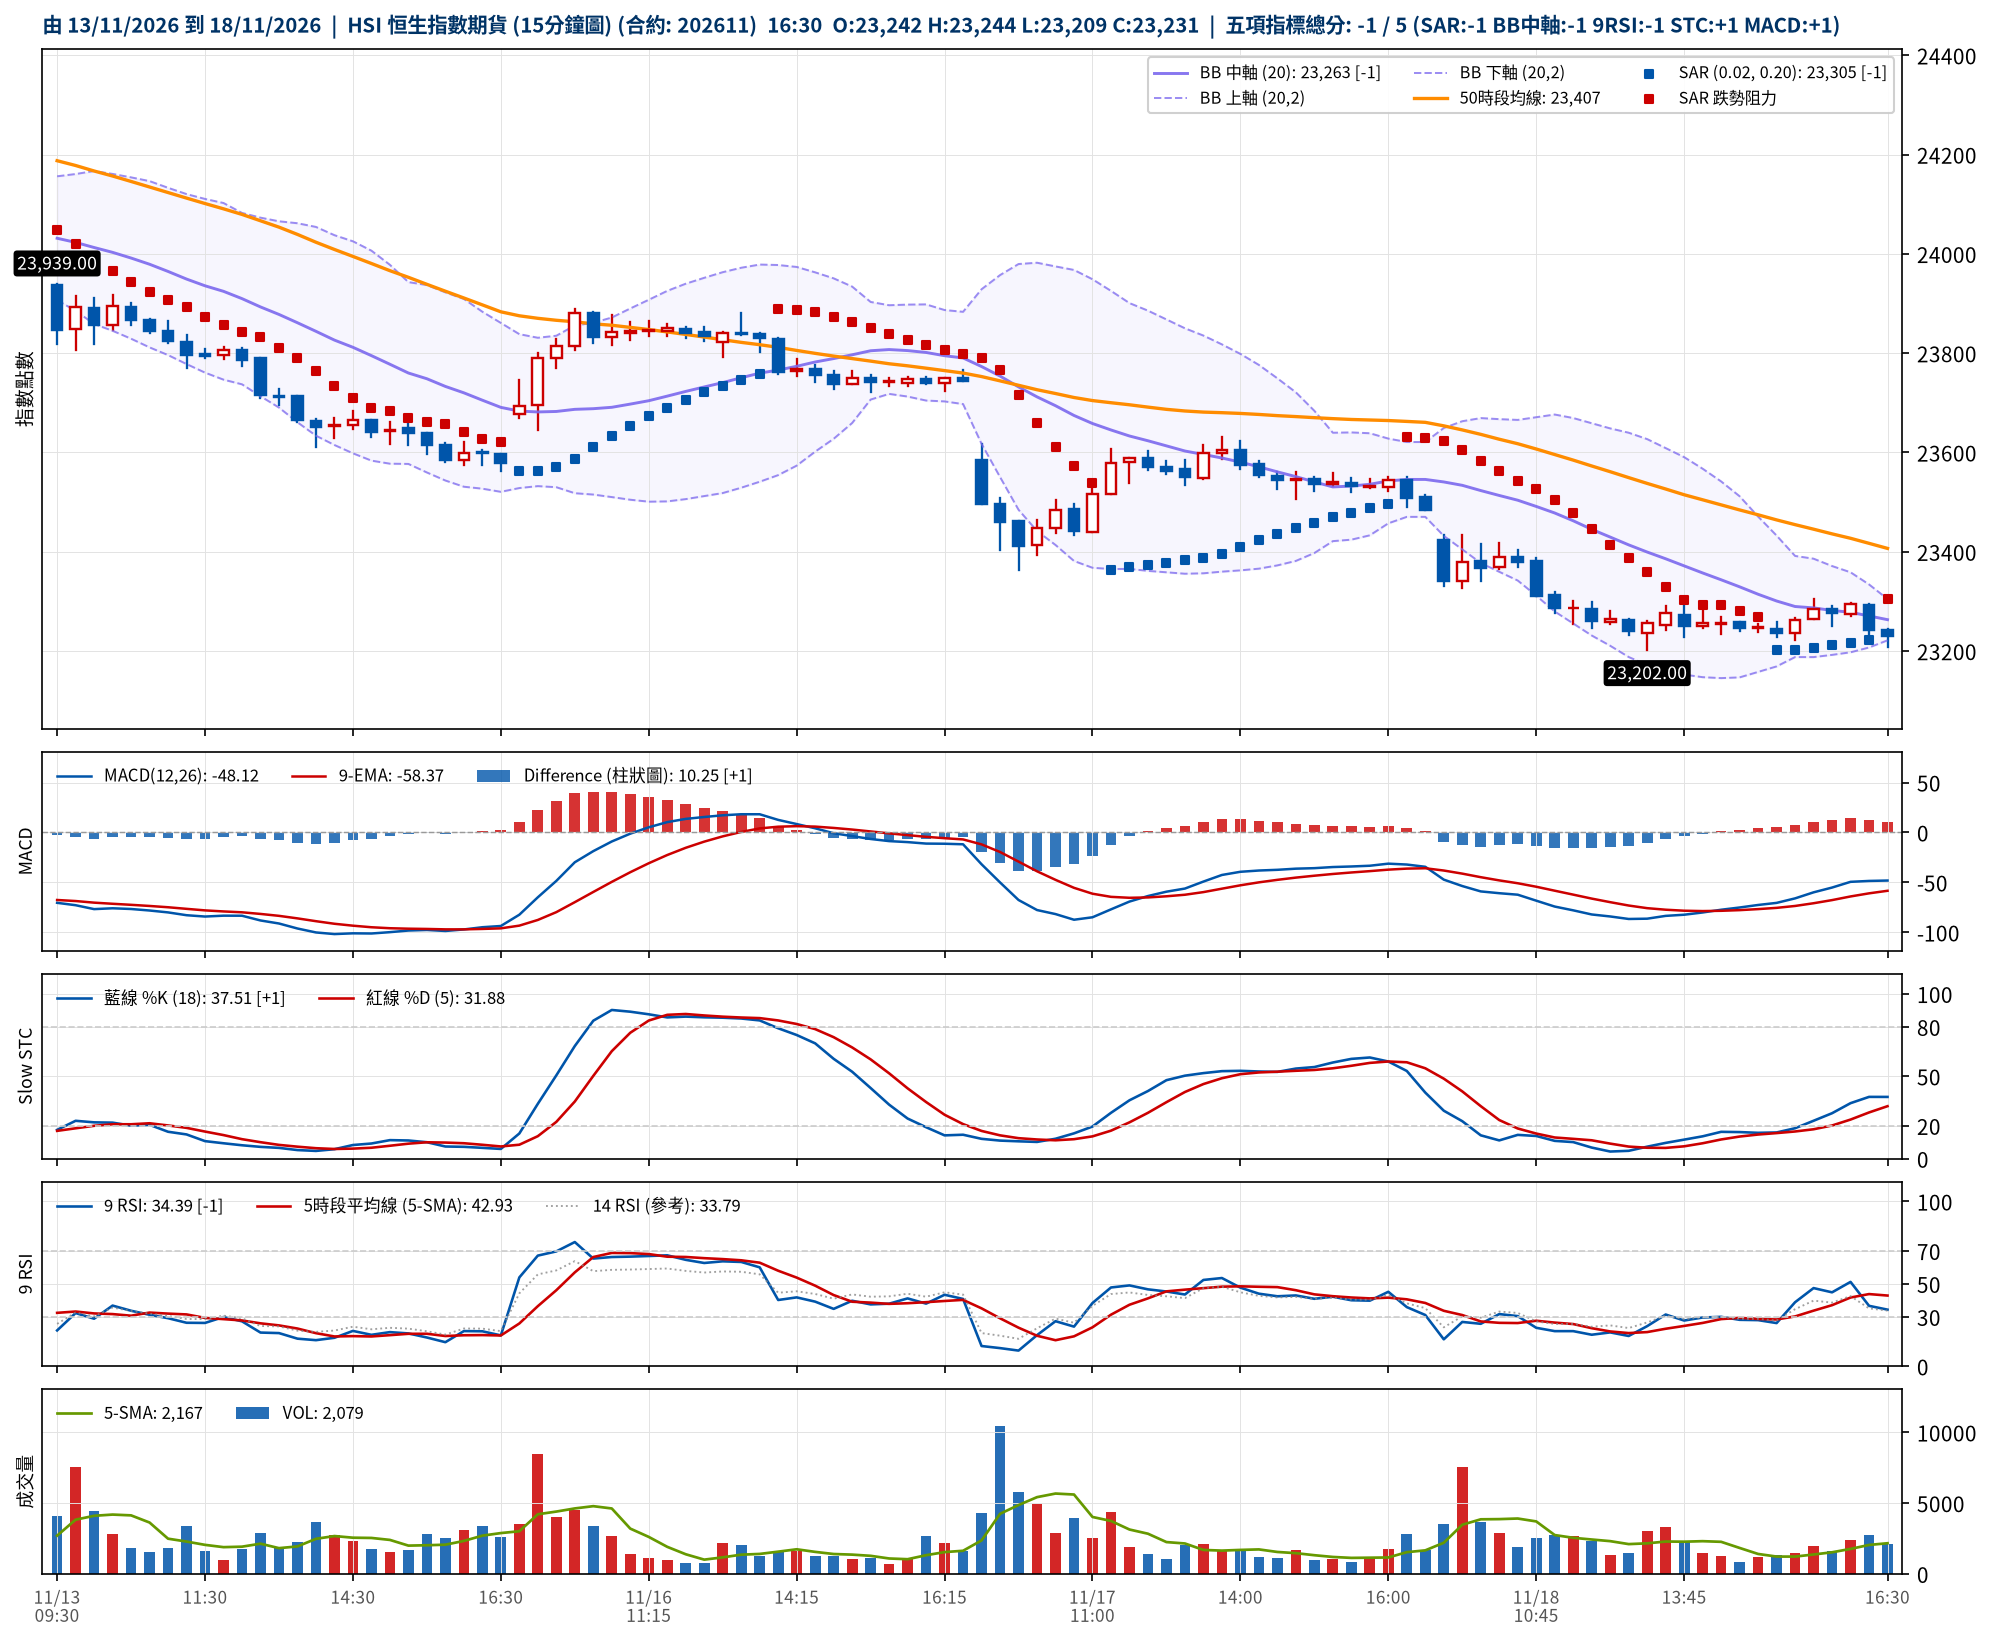 由 13/11/2026 到 18/11/2026 | HSI 恒生指數期貨 (15分鐘圖) (合約: 202611) 16:30 O:23,242 H:23,244 L:23,209 C:23,231 | 五項指標總分: -1 / 5 (SAR:-1 BB中軸:-1 9RSI:-1 STC:+1 MACD:+1)
BB 中軸 (20): 23,263 [-1]
BB 下軸 (20,2)
SAR (0.02, 0.20): 23,305 [-1]
BB 上軸 (20,2)
50時段均線: 23,407
SAR 跌勢阻力
指數點數
23,939.00
23,202.00
24400
24200
24000
23800
23600
23400
23200
MACD(12,26): -48.12
9-EMA: -58.37
Difference (柱狀圖): 10.25 [+1]
MACD
50
0
-50
-100
藍線 %K (18): 37.51 [+1]
紅線 %D (5): 31.88
Slow STC
100
80
50
20
0
9 RSI: 34.39 [-1]
5時段平均線 (5-SMA): 42.93
14 RSI (參考): 33.79
9 RSI
100
70
50
30
0
5-SMA: 2,167
VOL: 2,079
成交量
10000
5000
0
11/13 09:30
11:30
14:30
16:30
11/16 11:15
14:15
16:15
11/17 11:00
14:00
16:00
11/18 10:45
13:45
16:30